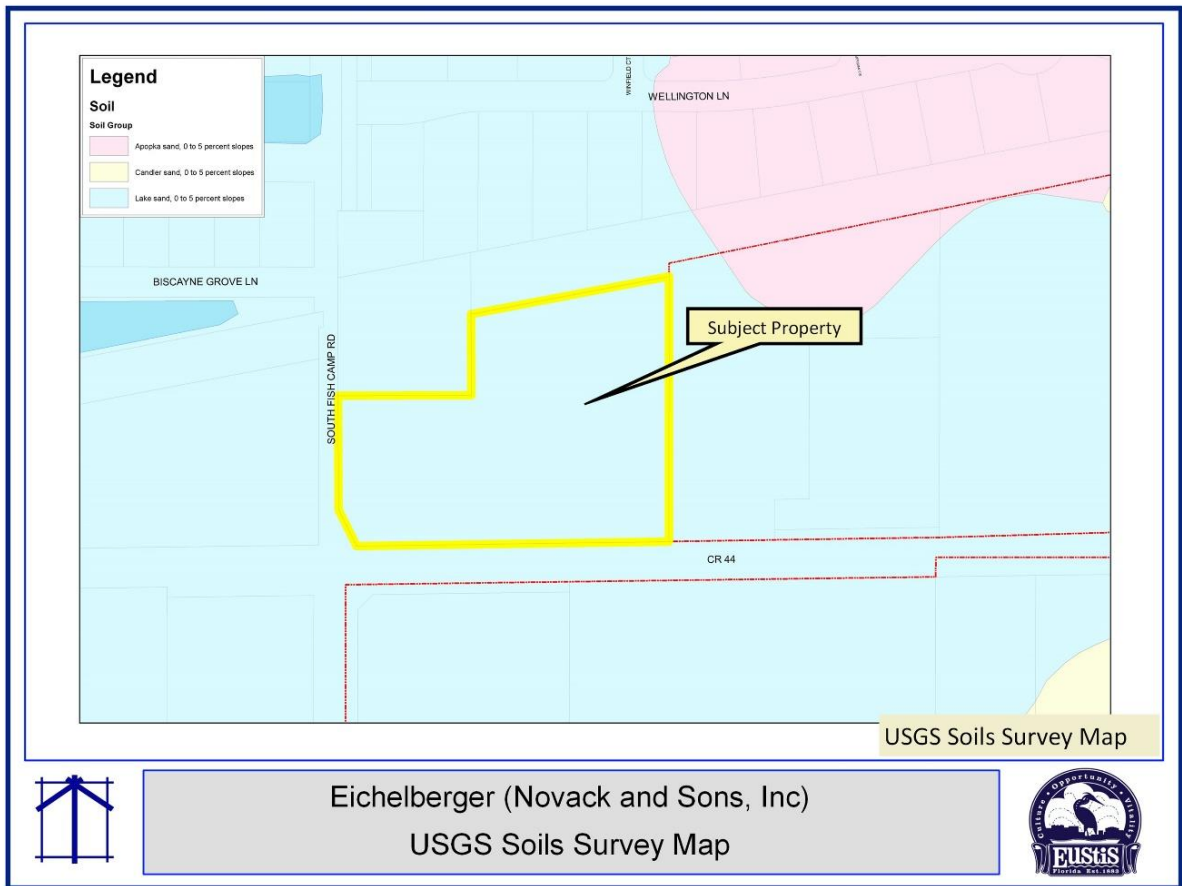 Legend
Soil
Soil Group
Apopka sand, 0 to 5 percent slopes
Candler sand, 0 to 5 percent slopes
Lake sand, 0 to 5 percent slopes
WINFIELD CT
WELLINGTON LN
BISCAYNE GROVE LN
SOUTH FISH CAMP RD
Subject Property
CR 44
USGS Soils Survey Map
Eichelberger (Novack and Sons, Inc)
USGS Soils Survey Map
Culture • Opportunity • Vitality
EUStiS
Florida Est.1883